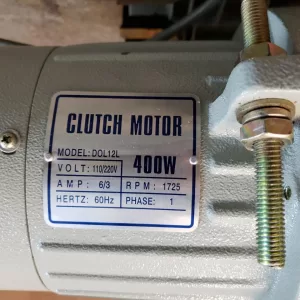 CLUTCH MOTOR
MODEL: DOL12L
VOLT: 110/220V
400W
AMP: 6/3
RPM: 1725
HERTZ: 60Hz
PHASE: 1